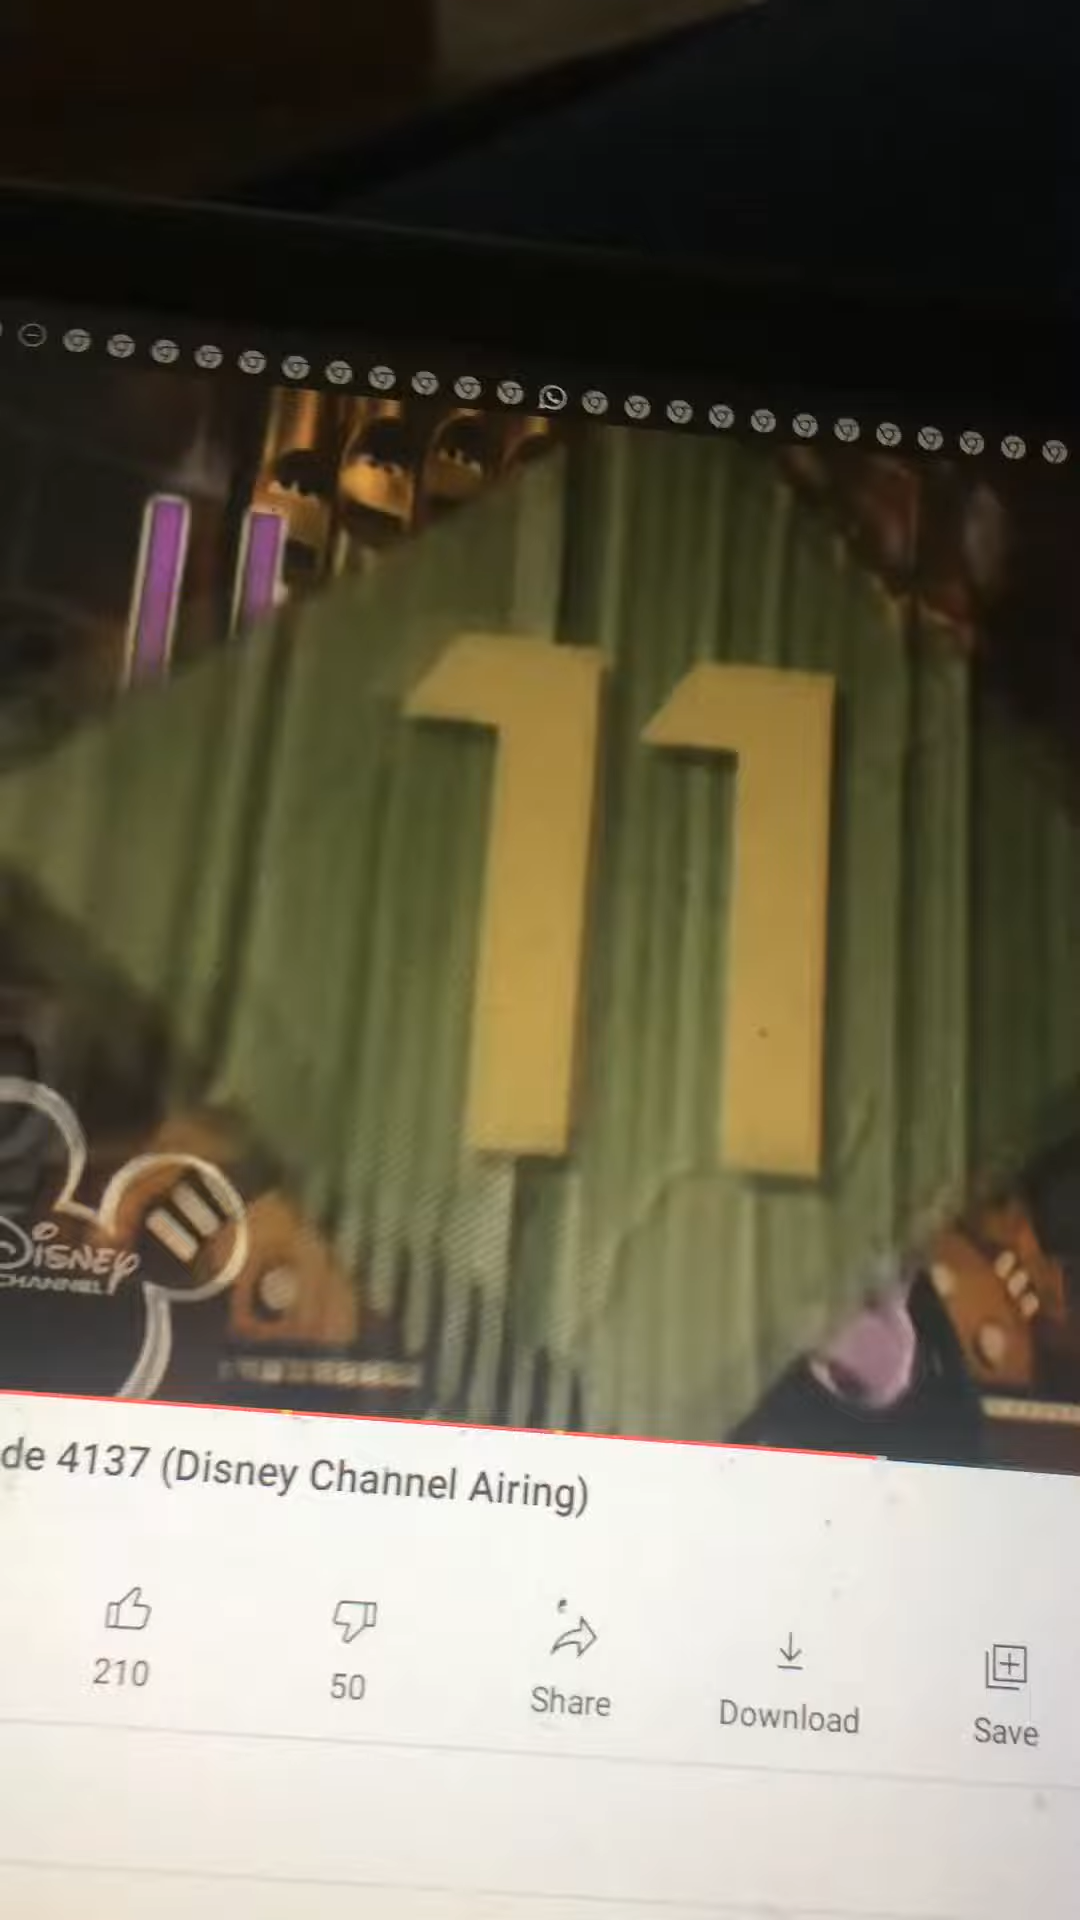 11
DISNEY
CHANNEL
de 4137 (Disney Channel Airing)
210
50
Share
Download
Save